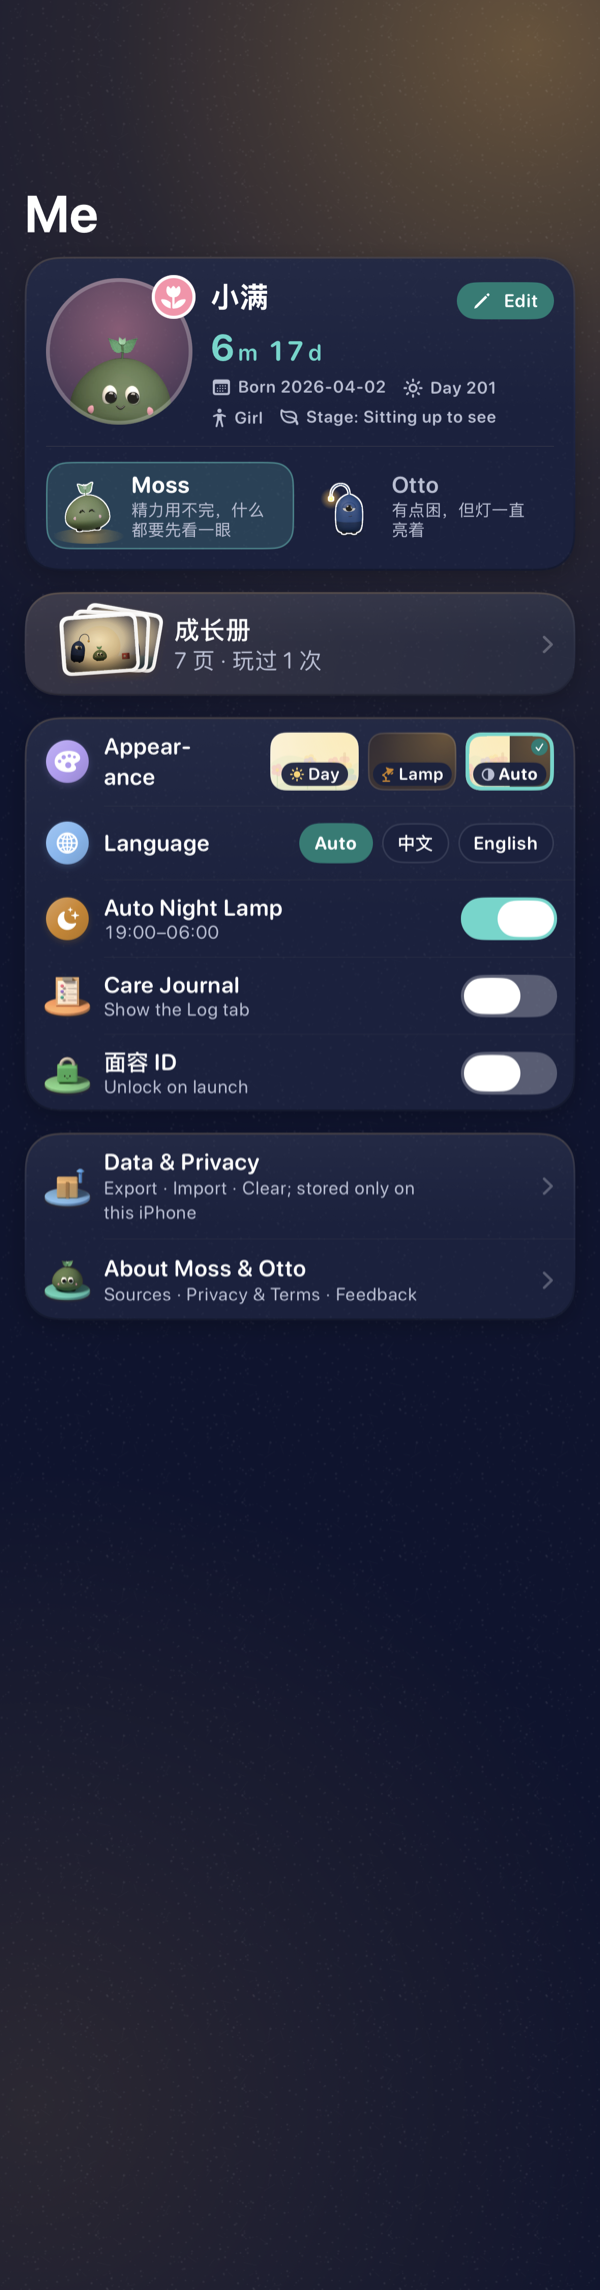 Me
小满
Edit
6m 17d
Born 2026-04-02 Day 201
Girl Stage: Sitting up to see
Moss
精力用不完，什么
都要先看一眼
Otto
有点困，但灯一直
亮着
成长册
7 页 · 玩过 1 次
Appear-
ance
Day
Lamp
Auto
Language
Auto
中文
English
Auto Night Lamp
19:00–06:00
Care Journal
Show the Log tab
面容 ID
Unlock on launch
Data & Privacy
Export · Import · Clear; stored only on
this iPhone
About Moss & Otto
Sources · Privacy & Terms · Feedback